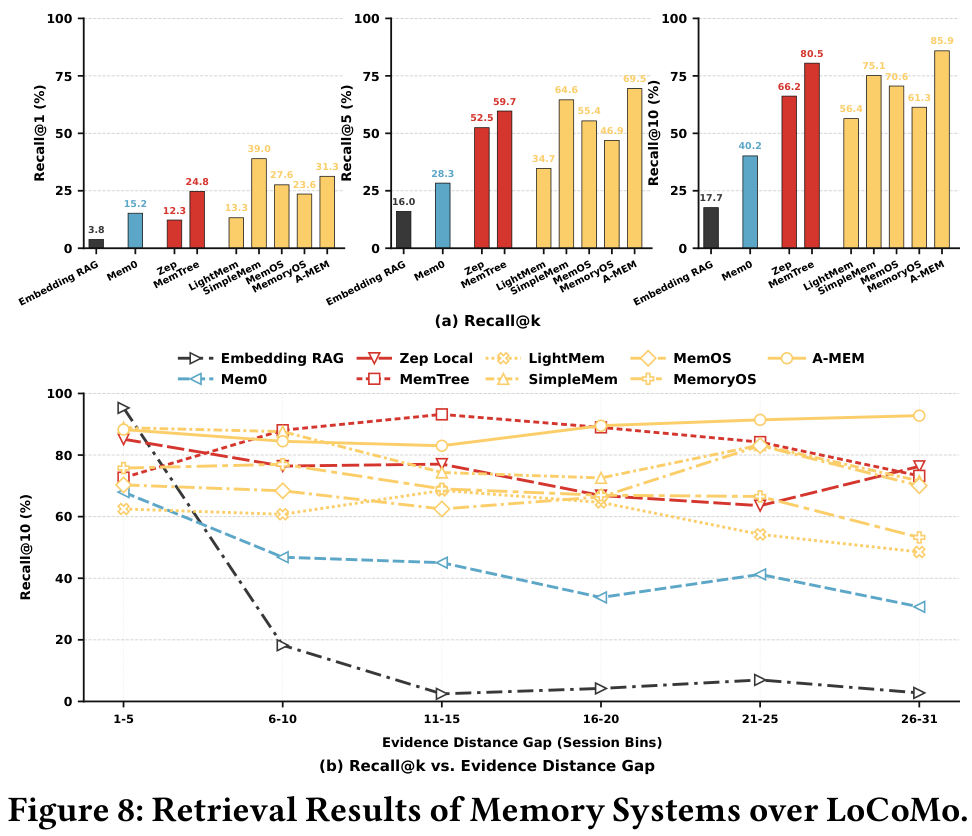 100
75
50
25
0
Recall@1 (%)
3.8
15.2
12.3
24.8
13.3
39.0
27.6
23.6
31.3
Embedding RAG
Mem0
Zep
MemTree
LightMem
SimpleMem
MemOS
MemoryOS
A-MEM
100
75
50
25
0
Recall@5 (%)
16.0
28.3
52.5
59.7
34.7
64.6
55.4
46.9
69.5
Embedding RAG
Mem0
Zep
MemTree
LightMem
SimpleMem
MemOS
MemoryOS
A-MEM
100
75
50
25
0
Recall@10 (%)
17.7
40.2
66.2
80.5
56.4
75.1
70.6
61.3
85.9
Embedding RAG
Mem0
Zep
MemTree
LightMem
SimpleMem
MemOS
MemoryOS
A-MEM
(a) Recall@k
Embedding RAG Zep Local LightMem MemOS A-MEM
Mem0 MemTree SimpleMem MemoryOS
100
80
60
40
20
0
Recall@10 (%)
1-5 6-10 11-15 16-20 21-25 26-31
Evidence Distance Gap (Session Bins)
(b) Recall@k vs. Evidence Distance Gap
Figure 8: Retrieval Results of Memory Systems over LoCoMo.